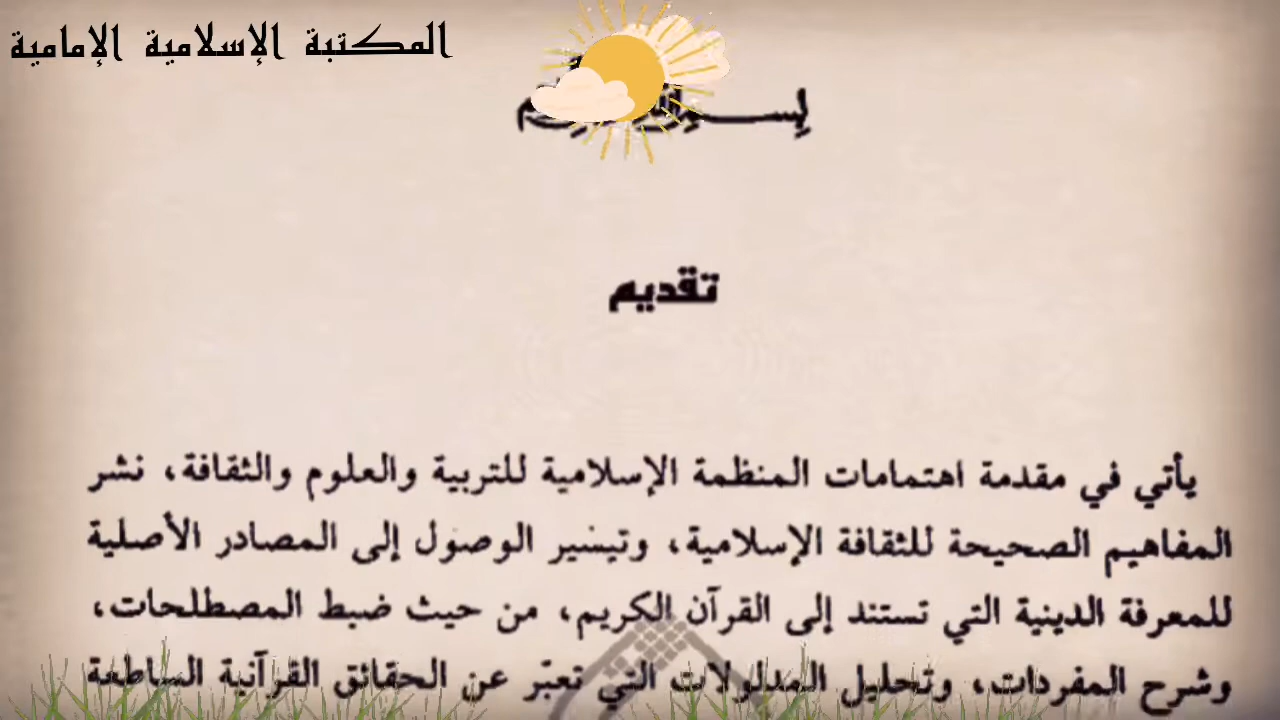 المكتبة الإسلامية الإمامية
بسم
تقديم
يأتي في مقدمة اهتمامات المنظمة الإسلامية للتربية والعلوم والثقافة، نشر
المفاهيم الصحيحة للثقافة الإسلامية، وتيسير الوصول إلى المصادر الأصلية
للمعرفة الدينية التي تستند إلى القرآن الكريم، من حيث ضبط المصطلحات،
وشرح المفردات، وتحليل المدلولات التي تعبّر عن الحقائق القرآنية الساطعة